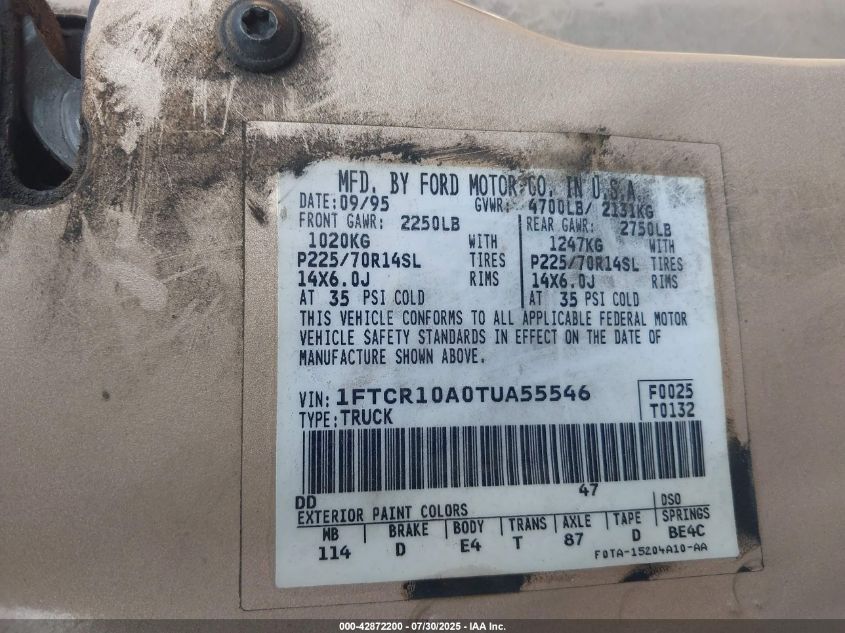 MFD. BY FORD MOTOR CO. IN U.S.A.
DATE: 09/95 GVWR: 4700LB/ 2131KG
FRONT GAWR: 2250LB REAR GAWR: 2750LB
1020KG WITH 1247KG WITH
P225/70R14SL TIRES P225/70R14SL TIRES
14X6.0J RIMS 14X6.0J RIMS
AT 35 PSI COLD AT 35 PSI COLD
THIS VEHICLE CONFORMS TO ALL APPLICABLE FEDERAL MOTOR
VEHICLE SAFETY STANDARDS IN EFFECT ON THE DATE OF
MANUFACTURE SHOWN ABOVE.
VIN: 1FTCR10A0TUA55546 F0025
TYPE: TRUCK T0132
47
DD
EXTERIOR PAINT COLORS DSO
WB BRAKE BODY TRANS AXLE TAPE SPRINGS
114 D E4 T 87 D BE4C
F0TA-15204A10-AA
000-42872200 - 07/30/2025 - IAA Inc.